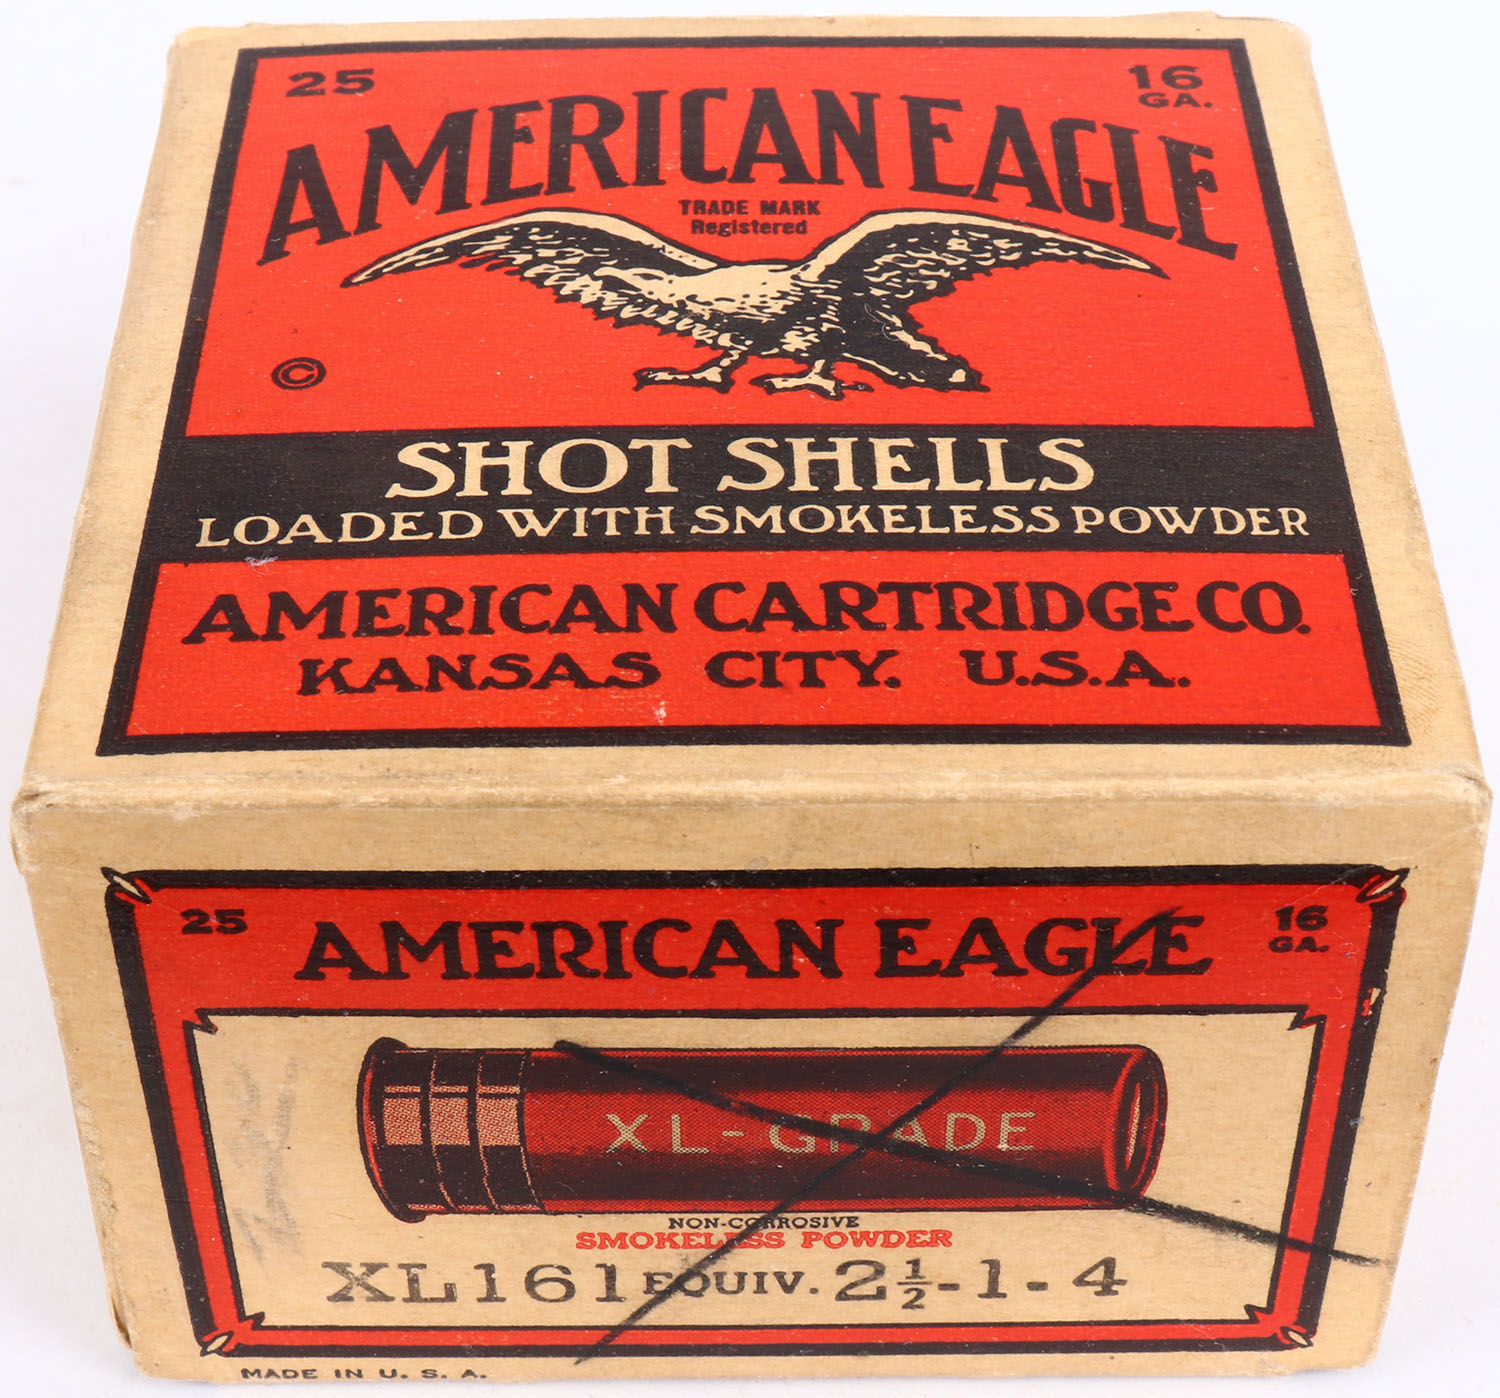 25
16
GA.
AMERICAN EAGLE
TRADE MARK
Registered
©
SHOT SHELLS
LOADED WITH SMOKELESS POWDER
AMERICAN CARTRIDGE CO.
KANSAS CITY. U.S.A.
25
AMERICAN EAGLE
16
GA.
XL-GRADE
NON-CORROSIVE
SMOKELESS POWDER
XL161 EQUIV. 2½-1-4
MADE IN U. S. A.